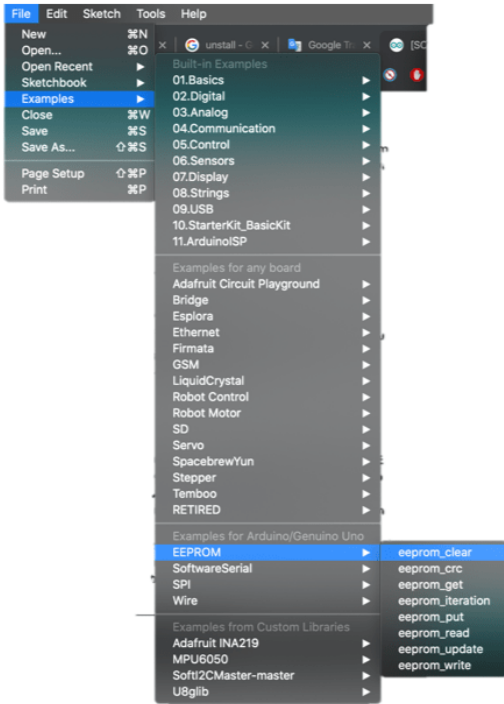 File Edit Sketch Tools Help
New ⌘N
Open... ⌘O
Open Recent ▶
Sketchbook ▶
Examples ▶
Close ⌘W
Save ⌘S
Save As... ⇧⌘S
Page Setup ⇧⌘P
Print ⌘P
unstall - G
Google Tr
[SC
Built-in Examples
01.Basics ▶
02.Digital ▶
03.Analog ▶
04.Communication ▶
05.Control ▶
06.Sensors ▶
07.Display ▶
08.Strings ▶
09.USB ▶
10.StarterKit_BasicKit ▶
11.ArduinoISP ▶
Examples for any board
Adafruit Circuit Playground ▶
Bridge ▶
Esplora ▶
Ethernet ▶
Firmata ▶
GSM ▶
LiquidCrystal ▶
Robot Control ▶
Robot Motor ▶
SD ▶
Servo ▶
SpacebrewYun ▶
Stepper ▶
Temboo ▶
RETIRED ▶
Examples for Arduino/Genuino Uno
EEPROM ▶
SoftwareSerial ▶
SPI ▶
Wire ▶
Examples from Custom Libraries
Adafruit INA219 ▶
MPU6050 ▶
SoftI2CMaster-master ▶
U8glib ▶
eeprom_clear
eeprom_crc
eeprom_get
eeprom_iteration
eeprom_put
eeprom_read
eeprom_update
eeprom_write